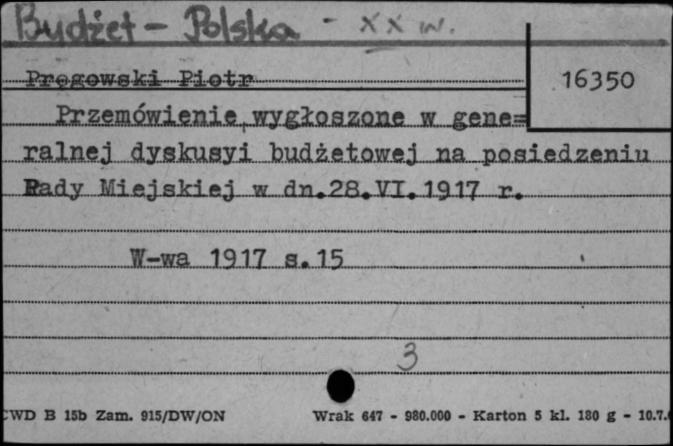 Budżet - Polska - XX w.
Pręgowski Piotr
16350
Przemówienie wygłoszone w gene=
ralnej dyskusyi budżetowej na posiedzeniu
Rady Miejskiej w dn.28.VI.1917 r.
W-wa 1917 s.15
3
CWD B 15b Zam. 915/DW/ON Wrak 647 - 980.000 - Karton 5 kl. 180 g - 10.7.